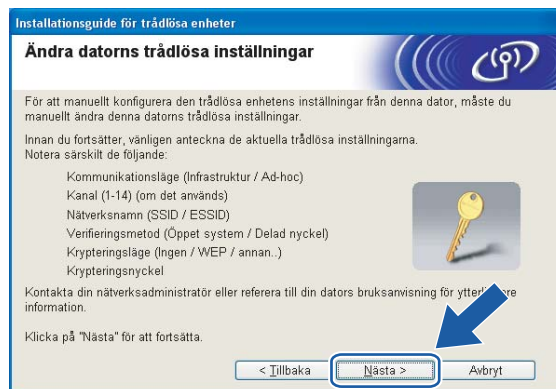 Installationsguide för trådlösa enheter
Ändra datorns trådlösa inställningar
För att manuellt konfigurera den trådlösa enhetens inställningar från denna dator, måste du
manuellt ändra denna datorns trådlösa inställningar.
Innan du fortsätter, vänligen anteckna de aktuella trådlösa inställningarna.
Notera särskilt de följande:
Kommunikationsläge (Infrastruktur / Ad-hoc)
Kanal (1-14) (om det används)
Nätverksnamn (SSID / ESSID)
Verifieringsmetod (Öppet system / Delad nyckel)
Krypteringsläge (Ingen / WEP / annan..)
Krypteringsnyckel
Kontakta din nätverksadministratör eller referera till din dators bruksanvisning för
information.
Klicka på "Nästa" för att fortsätta.
< Tillbaka Nästa > Avbryt